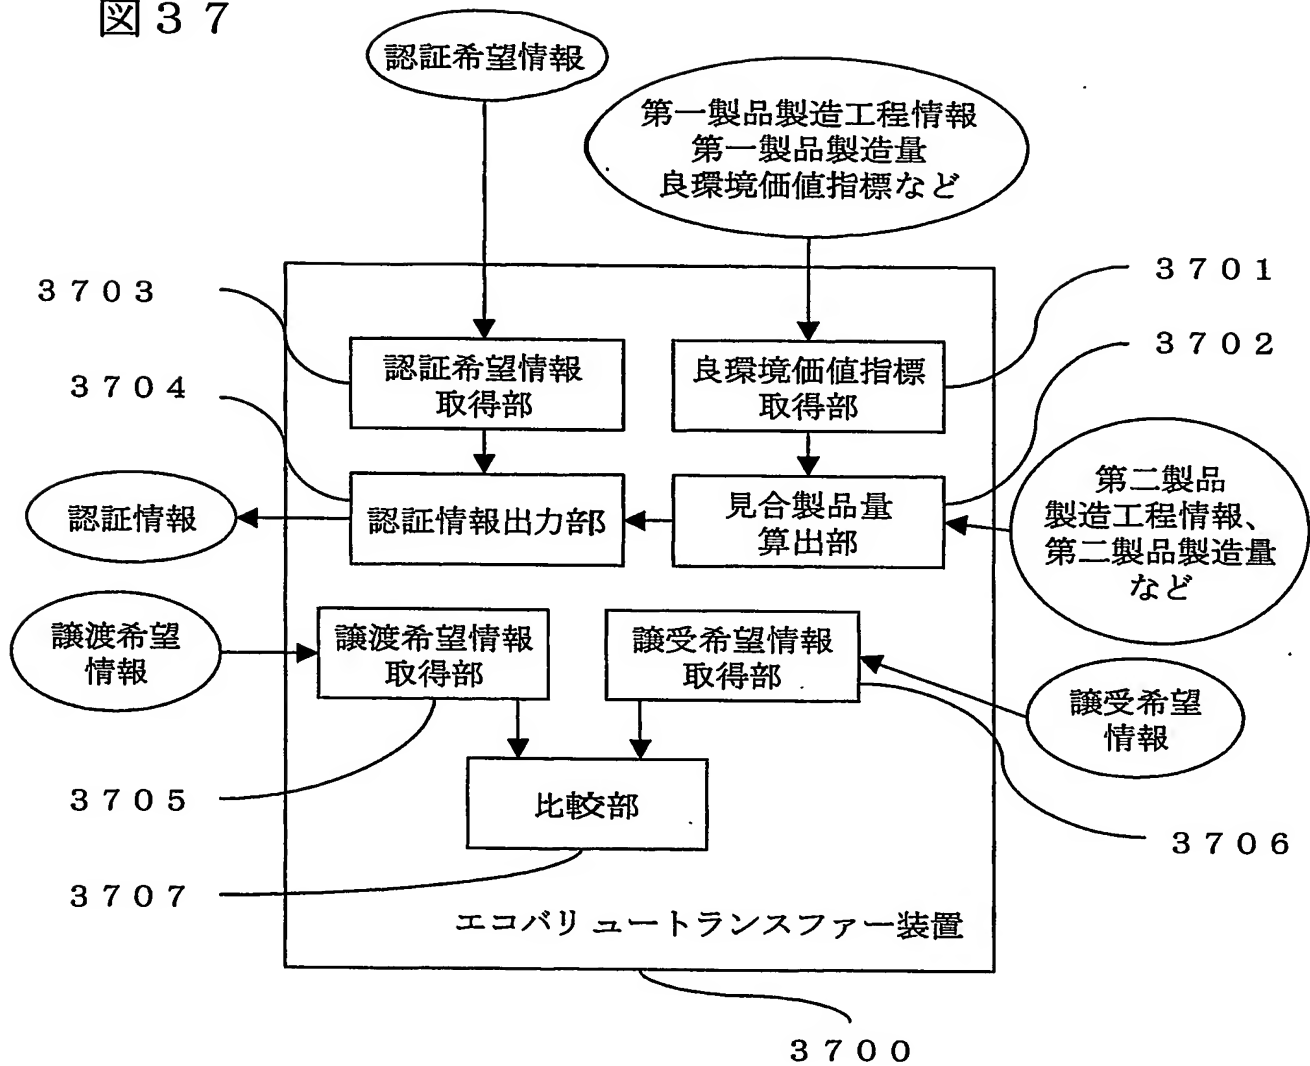 図３７
認証希望情報
第一製品製造工程情報
第一製品製造量
良環境価値指標など
３７０３
３７０１
認証希望情報
取得部
良環境価値指標
取得部
３７０２
３７０４
認証情報
認証情報出力部
見合製品量
算出部
第二製品
製造工程情報、
第二製品製造量
など
譲渡希望
情報
譲渡希望情報
取得部
譲受希望情報
取得部
譲受希望
情報
３７０５
比較部
３７０６
３７０７
エコバリュートランスファー装置
３７００